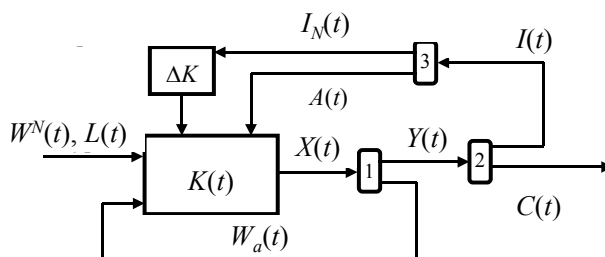 I_N(t)
I(t)
ΔK
3
A(t)
W^N(t), L(t)
X(t)
Y(t)
K(t)
1
2
W_a(t)
C(t)